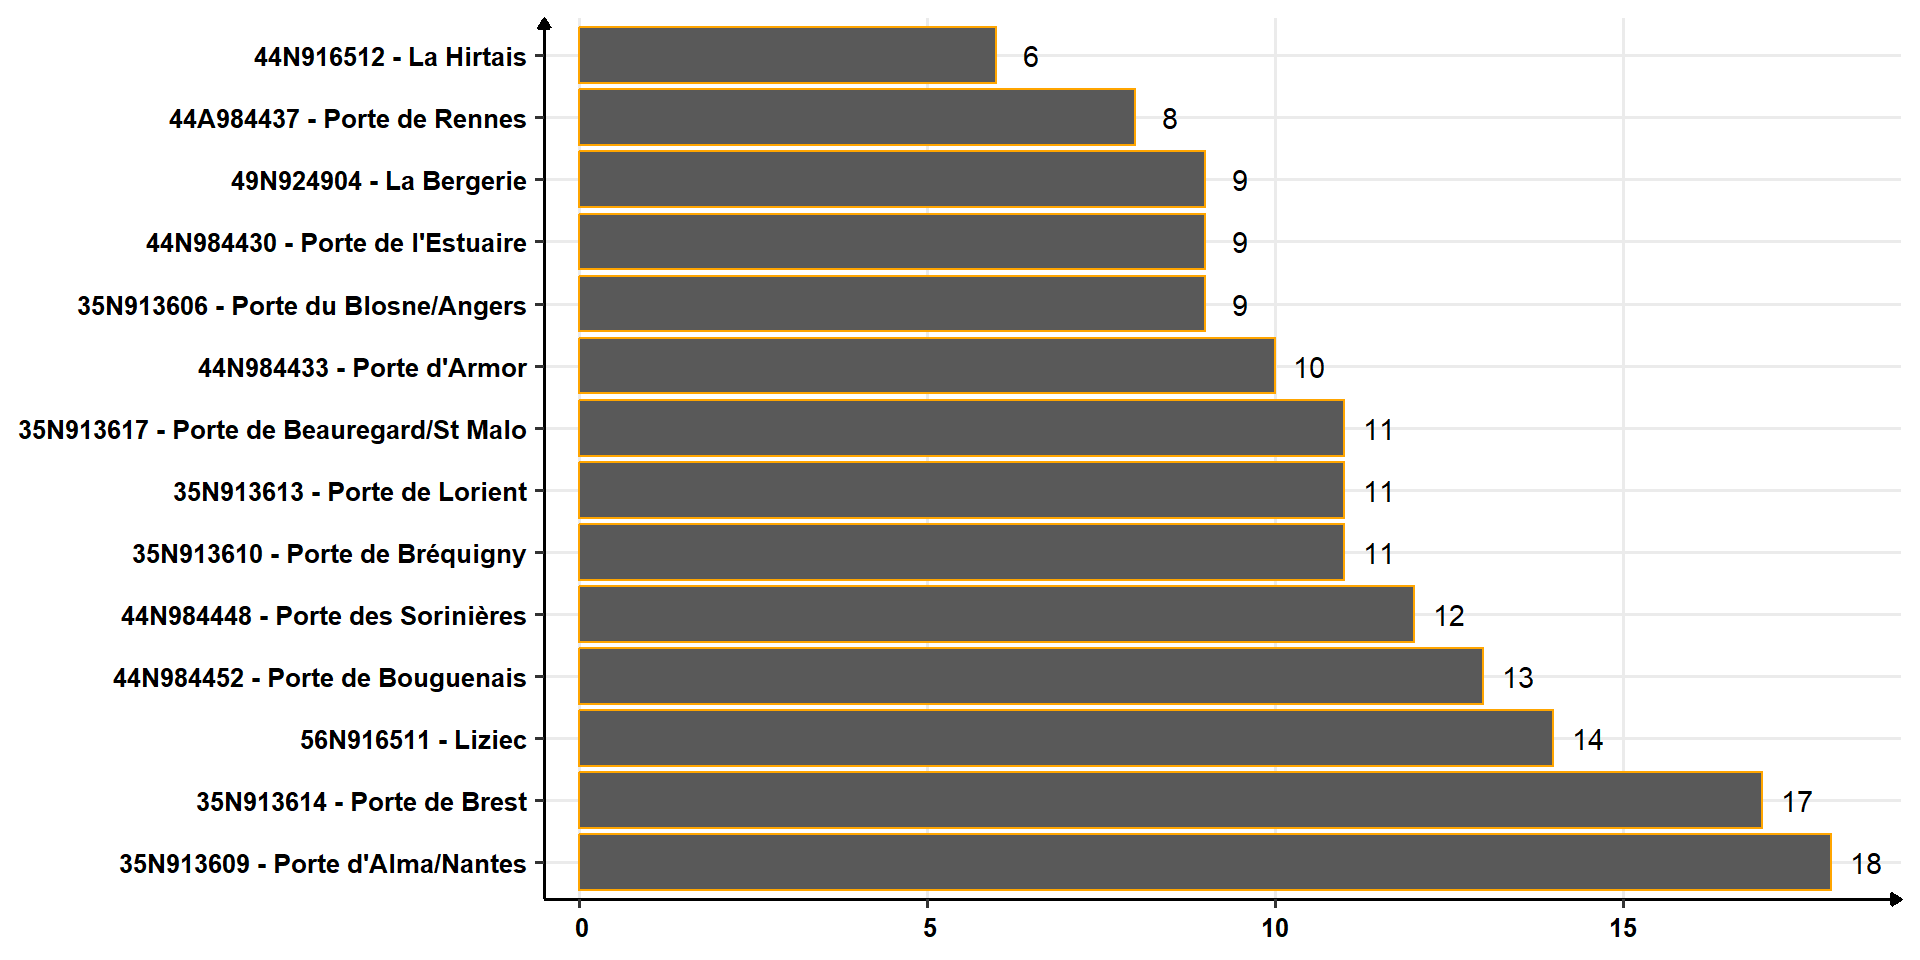 44N916512 - La Hirtais 6
44A984437 - Porte de Rennes 8
49N924904 - La Bergerie 9
44N984430 - Porte de l'Estuaire 9
35N913606 - Porte du Blosne/Angers 9
44N984433 - Porte d'Armor 10
35N913617 - Porte de Beauregard/St Malo 11
35N913613 - Porte de Lorient 11
35N913610 - Porte de Bréquigny 11
44N984448 - Porte des Sorinières 12
44N984452 - Porte de Bouguenais 13
56N916511 - Liziec 14
35N913614 - Porte de Brest 17
35N913609 - Porte d'Alma/Nantes 18
0 5 10 15